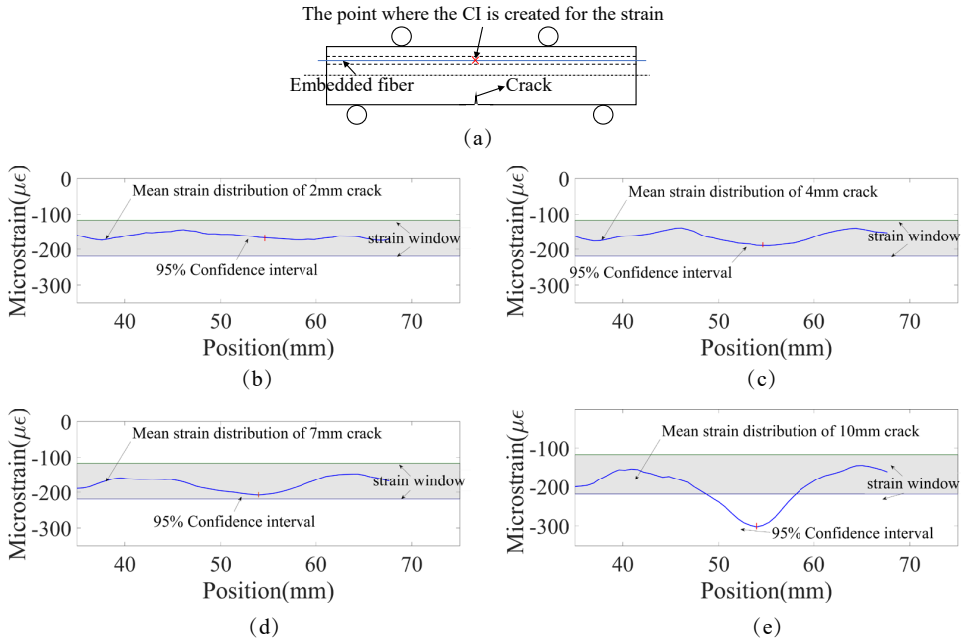 The point where the CI is created for the strain
Embedded fiber
Crack
(a)
Microstrain(με)
0
-100
-200
-300
Mean strain distribution of 2mm crack
strain window
95% Confidence interval
40
50
60
70
Position(mm)
(b)
Microstrain(με)
0
-100
-200
-300
Mean strain distribution of 4mm crack
strain window
95% Confidence interval
40
50
60
70
Position(mm)
(c)
Microstrain(με)
0
-100
-200
-300
Mean strain distribution of 7mm crack
strain window
95% Confidence interval
40
50
60
70
Position(mm)
(d)
Microstrain(με)
-100
-200
-300
Mean strain distribution of 10mm crack
strain window
95% Confidence interval
40
50
60
70
Position(mm)
(e)